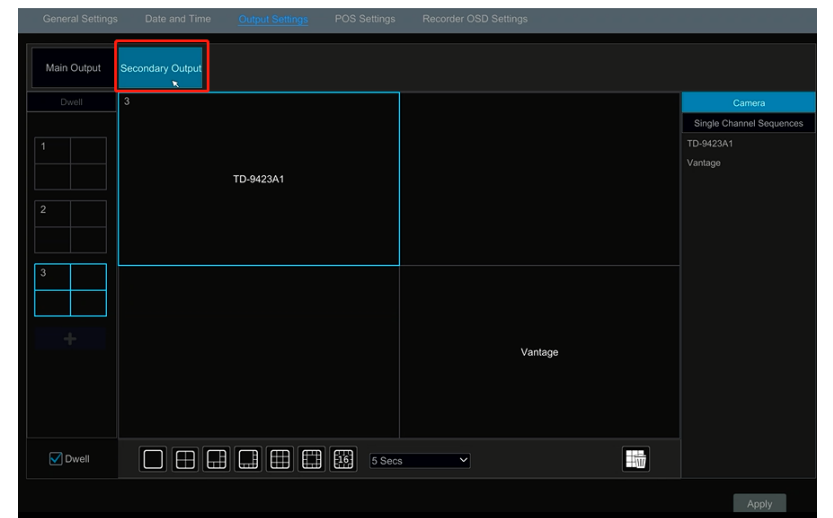 General Settings Date and Time Output Settings POS Settings Recorder OSD Settings
Main Output Secondary Output
Dwell 3 Camera
Single Channel Sequences
1 TD-9423A1
Vantage
TD-9423A1
2
3
Vantage
Dwell 16 5 Secs
Apply